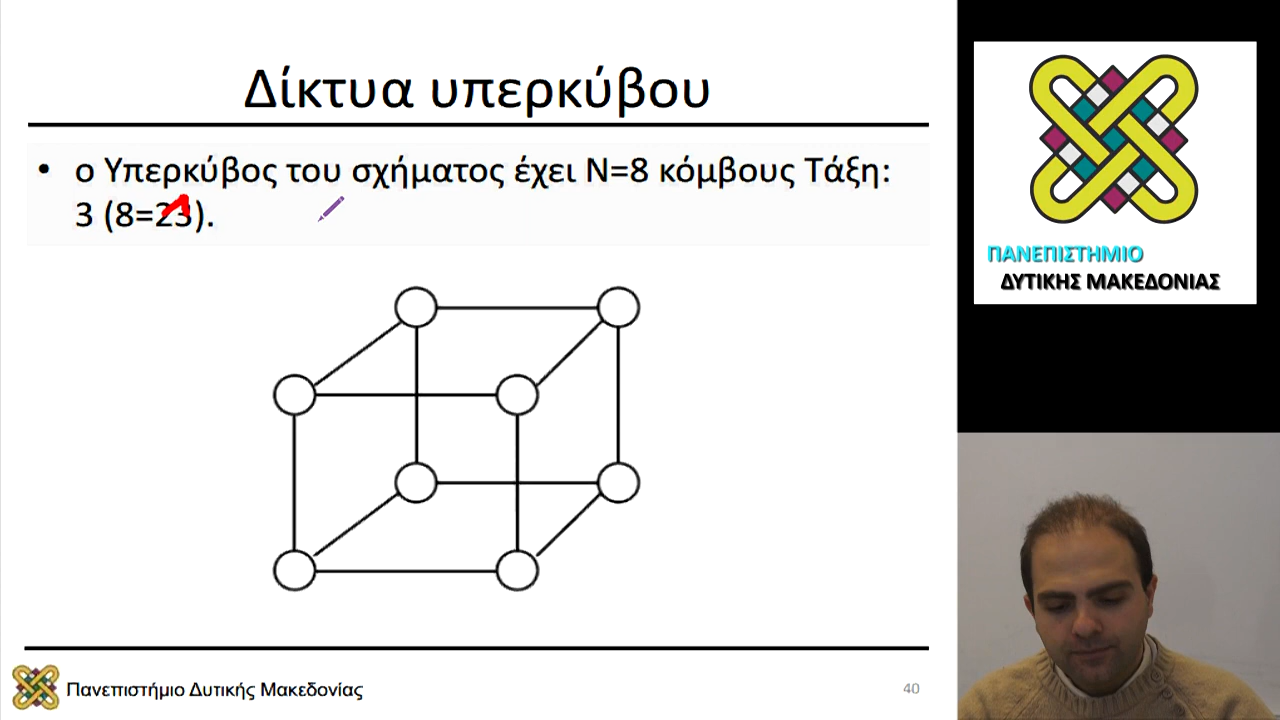 Δίκτυα υπερκύβου
• ο Υπερκύβος του σχήματος έχει N=8 κόμβους Τάξη:
3 (8=23).
ΠΑΝΕΠΙΣΤΗΜΙΟ
ΔΥΤΙΚΗΣ ΜΑΚΕΔΟΝΙΑΣ
Πανεπιστήμιο Δυτικής Μακεδονίας
40